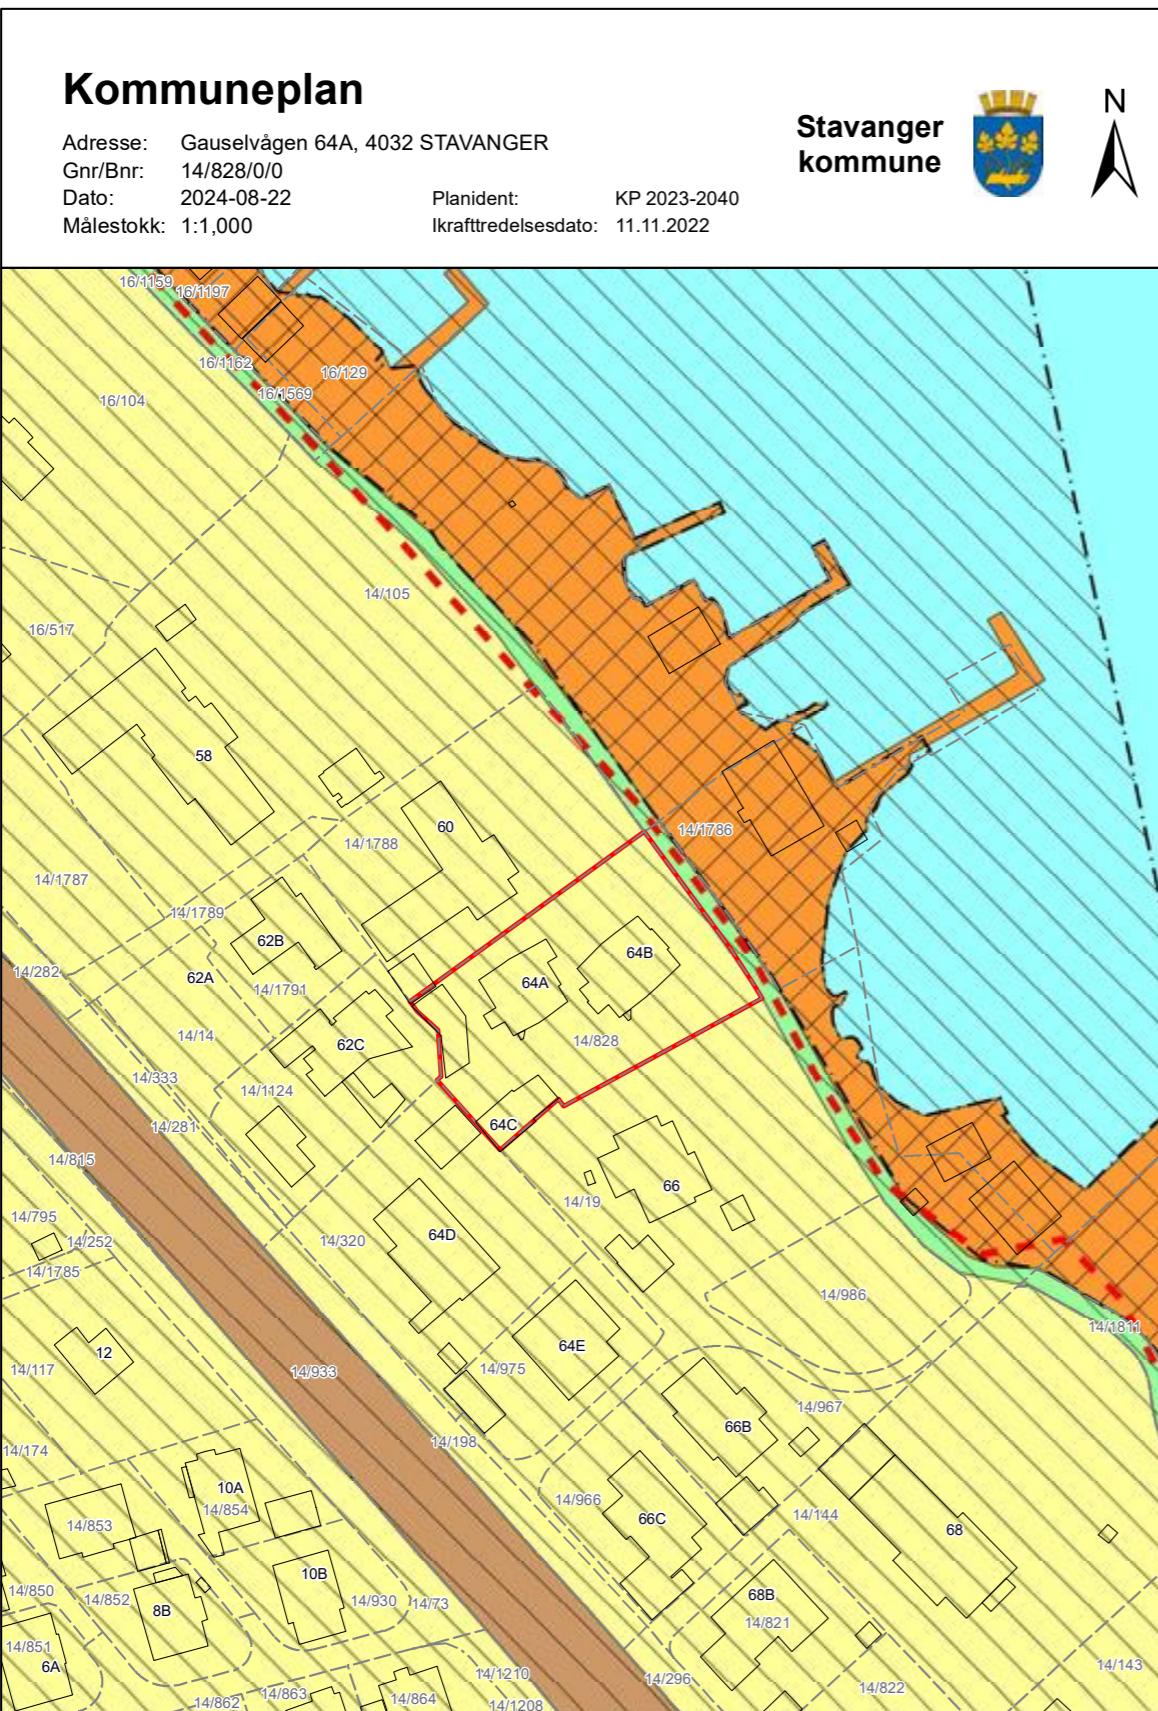 Kommuneplan
Adresse: Gauselvågen 64A, 4032 STAVANGER
Gnr/Bnr: 14/828/0/0
Dato: 2024-08-22
Målestokk: 1:1,000
Planident: KP 2023-2040
Ikrafttredelsesdato: 11.11.2022
Stavanger
kommune
N
16/1159
16/1197
16/1162
16/129
16/1569
16/104
14/105
16/517
58
60
14/1786
14/1788
14/1787
14/1789
62B
64B
14/282
62A
64A
14/1791
14/14
14/828
62C
14/333
14/1124
14/281
64C
14/815
66
14/19
14/795
64D
14/252
14/320
14/1785
14/986
14/1811
12
64E
14/117
14/933
14/975
14/967
66B
14/198
14/174
10A
14/966
14/854
66C
14/144
14/853
68
10B
14/850
14/852
14/930
14/73
68B
8B
14/821
14/851
6A
14/1210
14/296
14/143
14/822
14/862
14/863
14/864
14/1208